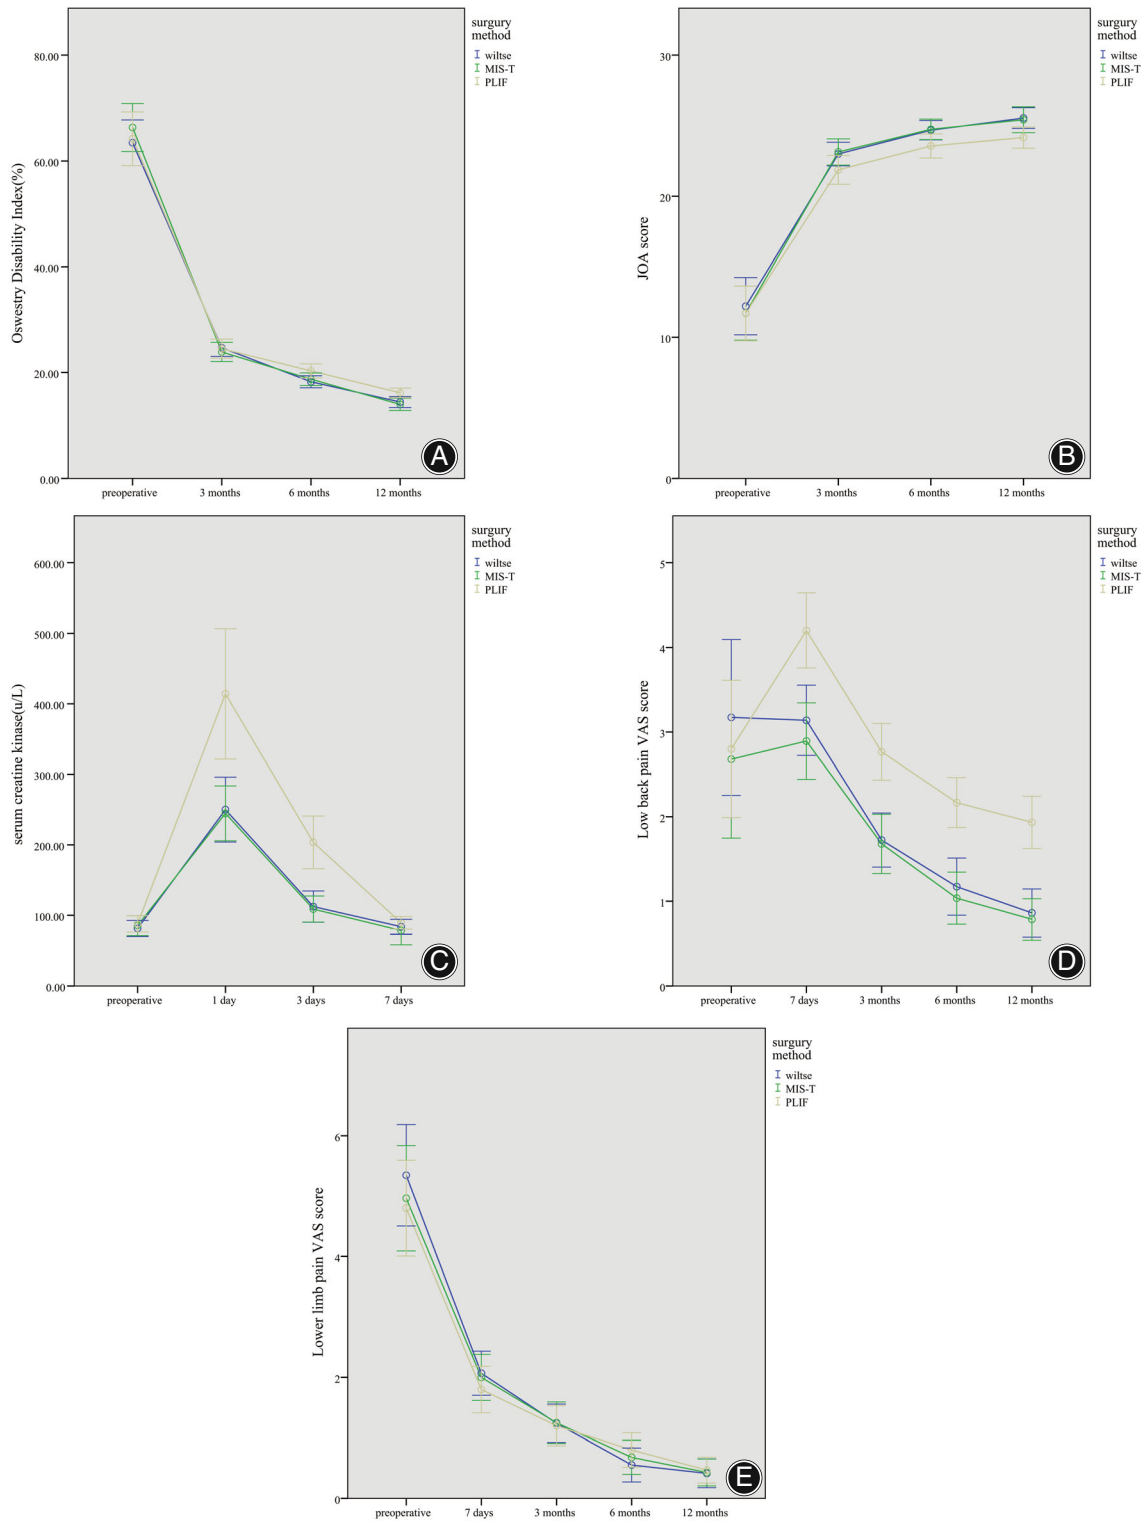 surgury
method
wiltse
MIS-T
PLIF
80.00
60.00
40.00
20.00
0.00
Oswestry Disability Index(%)
preoperative 3 months 6 months 12 months
A
surgury
method
wiltse
MIS-T
PLIF
30
20
10
0
JOA score
preoperative 3 months 6 months 12 months
B
surgury
method
wiltse
MIS-T
PLIF
600.00
500.00
400.00
300.00
200.00
100.00
0.00
serum creatine kinase(u/L)
preoperative 1 day 3 days 7 days
C
surgury
method
wiltse
MIS-T
PLIF
5
4
3
2
1
0
Low back pain VAS score
preoperative 7 days 3 months 6 months 12 months
D
surgury
method
wiltse
MIS-T
PLIF
6
4
2
0
Lower limb pain VAS score
preoperative 7 days 3 months 6 months 12 months
E